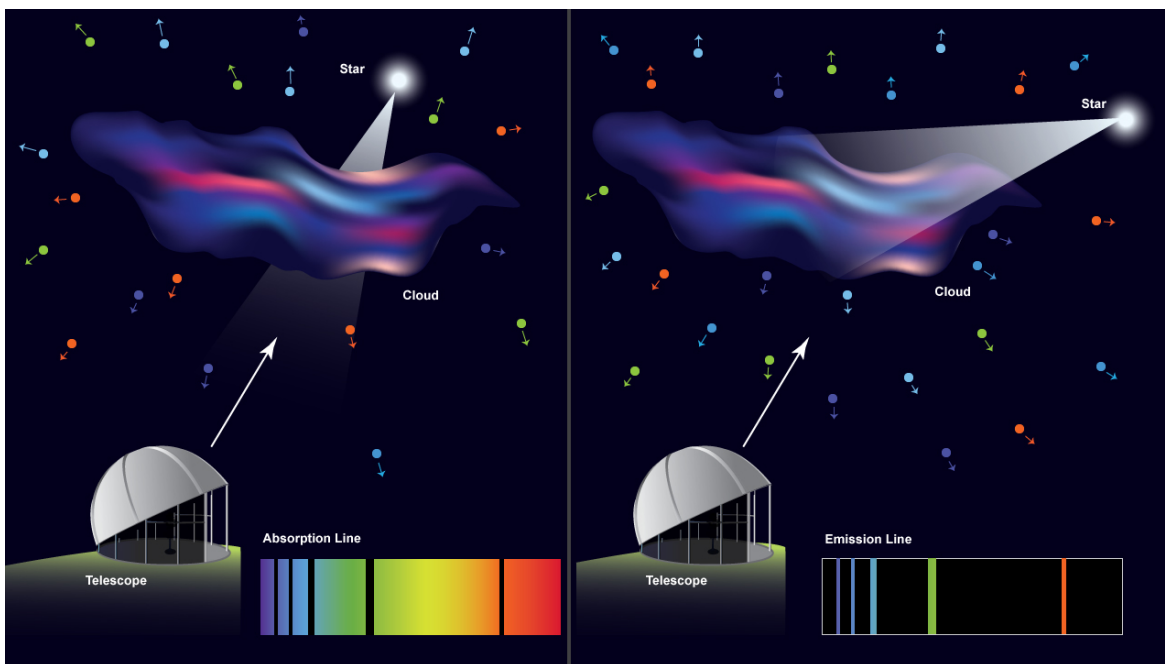 Star
Cloud
Telescope
Absorption Line
Star
Cloud
Telescope
Emission Line